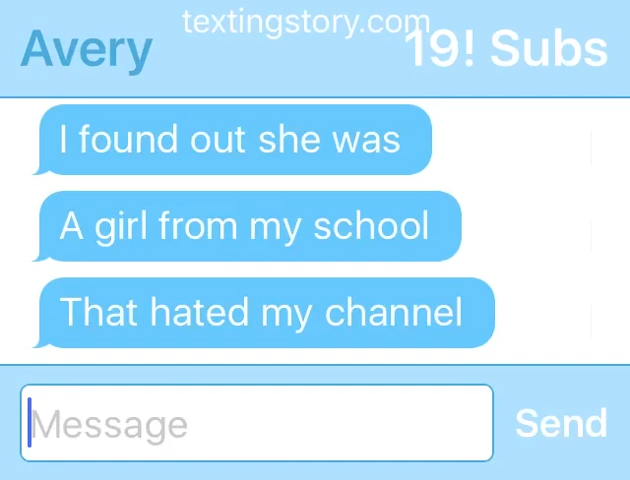 textingstory.com
Avery 19! Subs
I found out she was
A girl from my school
That hated my channel
Message Send